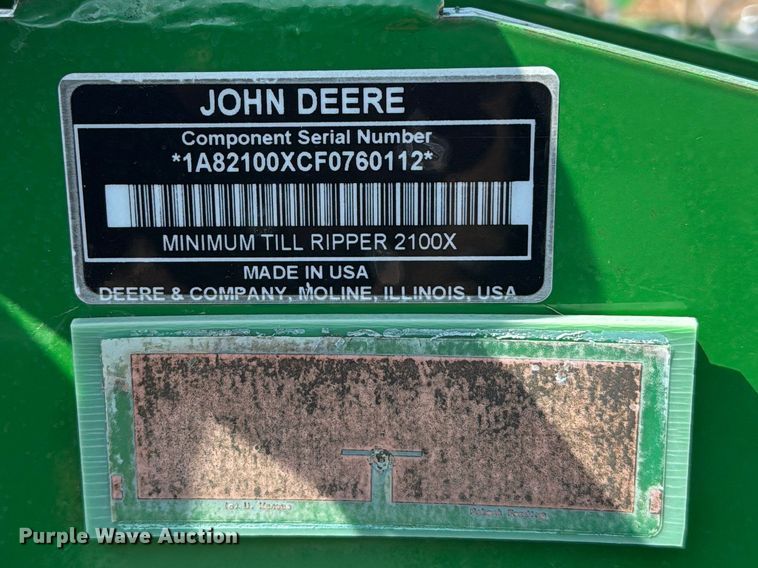 JOHN DEERE
Component Serial Number
*1A82100XCF0760112*
MINIMUM TILL RIPPER 2100X
MADE IN USA
DEERE & COMPANY, MOLINE, ILLINOIS, USA
Purple Wave Auction